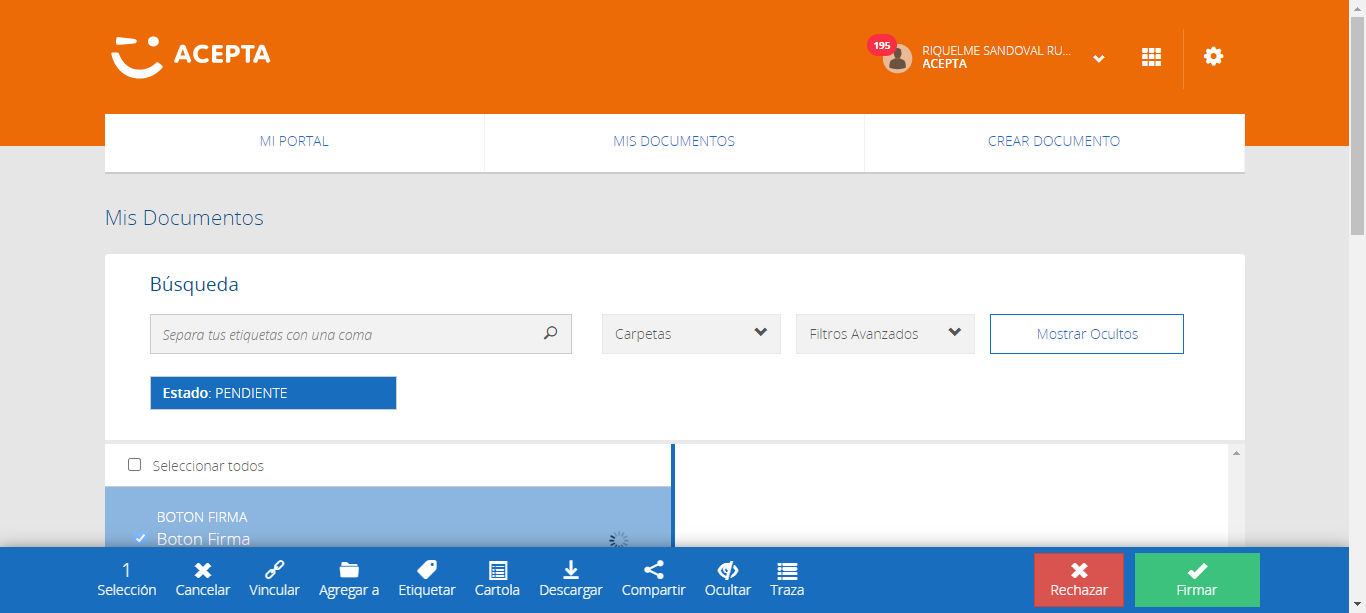 ACEPTA
195
RIQUELME SANDOVAL RU...
ACEPTA
MI PORTAL
MIS DOCUMENTOS
CREAR DOCUMENTO
Mis Documentos
Búsqueda
Separa tus etiquetas con una coma
Carpetas
Filtros Avanzados
Mostrar Ocultos
Estado: PENDIENTE
Seleccionar todos
BOTON FIRMA
Boton Firma
1
Selección
Cancelar
Vincular
Agregar a
Etiquetar
Cartola
Descargar
Compartir
Ocultar
Traza
Rechazar
Firmar